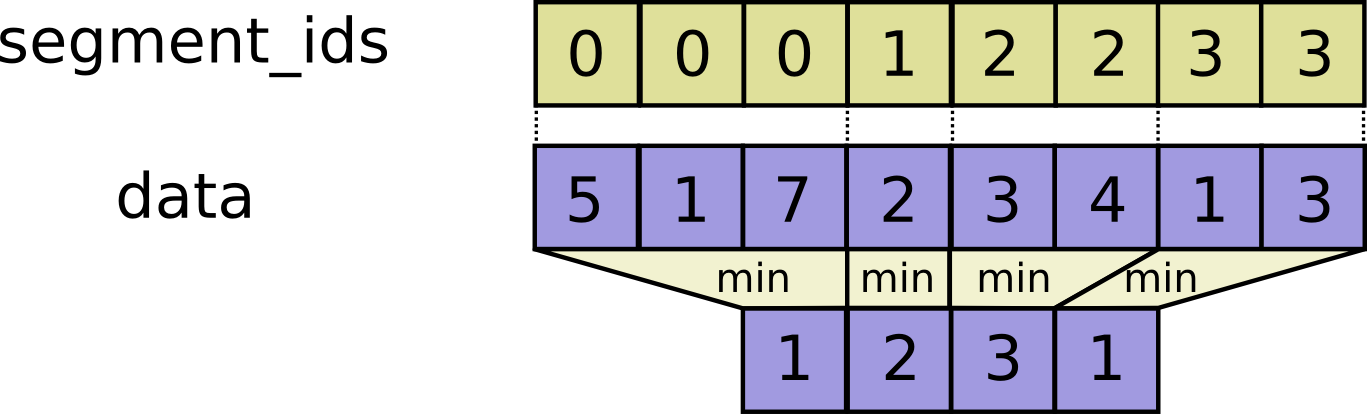 segment_ids 0 0 0 1 2 2 3 3
data 5 1 7 2 3 4 1 3
min min min min
1 2 3 1